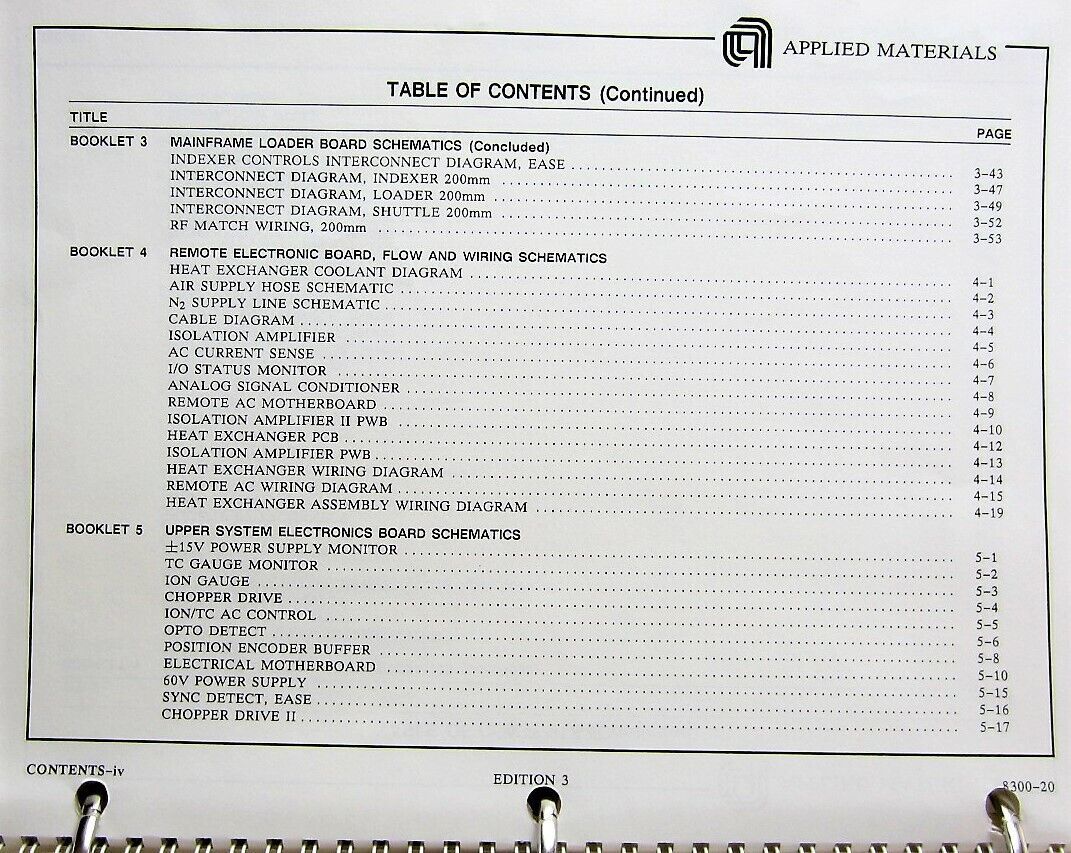 APPLIED MATERIALS
TABLE OF CONTENTS (Continued)
TITLE PAGE
BOOKLET 3 MAINFRAME LOADER BOARD SCHEMATICS (Concluded)
INDEXER CONTROLS INTERCONNECT DIAGRAM, EASE 3-43
INTERCONNECT DIAGRAM, INDEXER 200mm 3-47
INTERCONNECT DIAGRAM, LOADER 200mm 3-49
INTERCONNECT DIAGRAM, SHUTTLE 200mm 3-52
RF MATCH WIRING, 200mm 3-53
BOOKLET 4 REMOTE ELECTRONIC BOARD, FLOW AND WIRING SCHEMATICS
HEAT EXCHANGER COOLANT DIAGRAM 4-1
AIR SUPPLY HOSE SCHEMATIC 4-2
N2 SUPPLY LINE SCHEMATIC 4-3
CABLE DIAGRAM 4-4
ISOLATION AMPLIFIER 4-5
AC CURRENT SENSE 4-6
I/O STATUS MONITOR 4-7
ANALOG SIGNAL CONDITIONER 4-8
REMOTE AC MOTHERBOARD 4-9
ISOLATION AMPLIFIER II PWB 4-10
HEAT EXCHANGER PCB 4-12
ISOLATION AMPLIFIER PWB 4-13
HEAT EXCHANGER WIRING DIAGRAM 4-14
REMOTE AC WIRING DIAGRAM 4-15
HEAT EXCHANGER ASSEMBLY WIRING DIAGRAM 4-19
BOOKLET 5 UPPER SYSTEM ELECTRONICS BOARD SCHEMATICS
±15V POWER SUPPLY MONITOR 5-1
TC GAUGE MONITOR 5-2
ION GAUGE 5-3
CHOPPER DRIVE 5-4
ION/TC AC CONTROL 5-5
OPTO DETECT 5-6
POSITION ENCODER BUFFER 5-8
ELECTRICAL MOTHERBOARD 5-10
60V POWER SUPPLY 5-15
SYNC DETECT, EASE 5-16
CHOPPER DRIVE II 5-17
CONTENTS-iv EDITION 3 8300-20